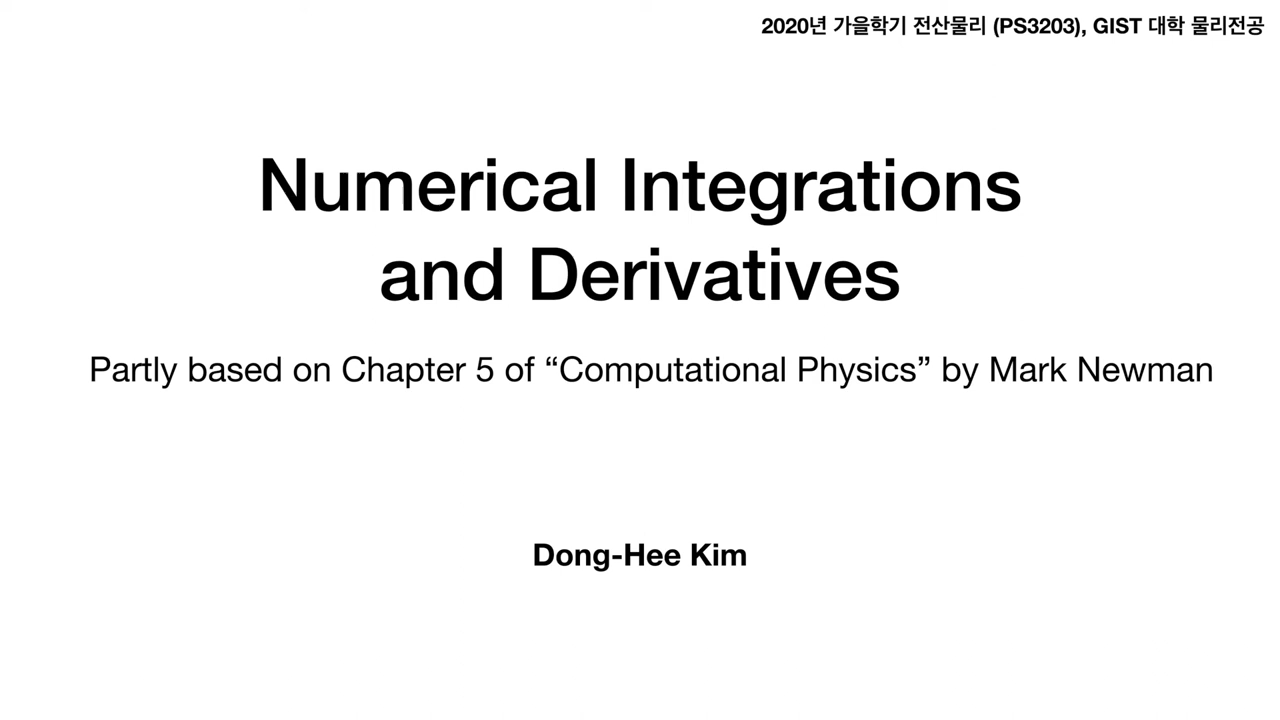 2020년 가을학기 전산물리 (PS3203), GIST 대학 물리전공
Numerical Integrations
and Derivatives
Partly based on Chapter 5 of “Computational Physics” by Mark Newman
Dong-Hee Kim